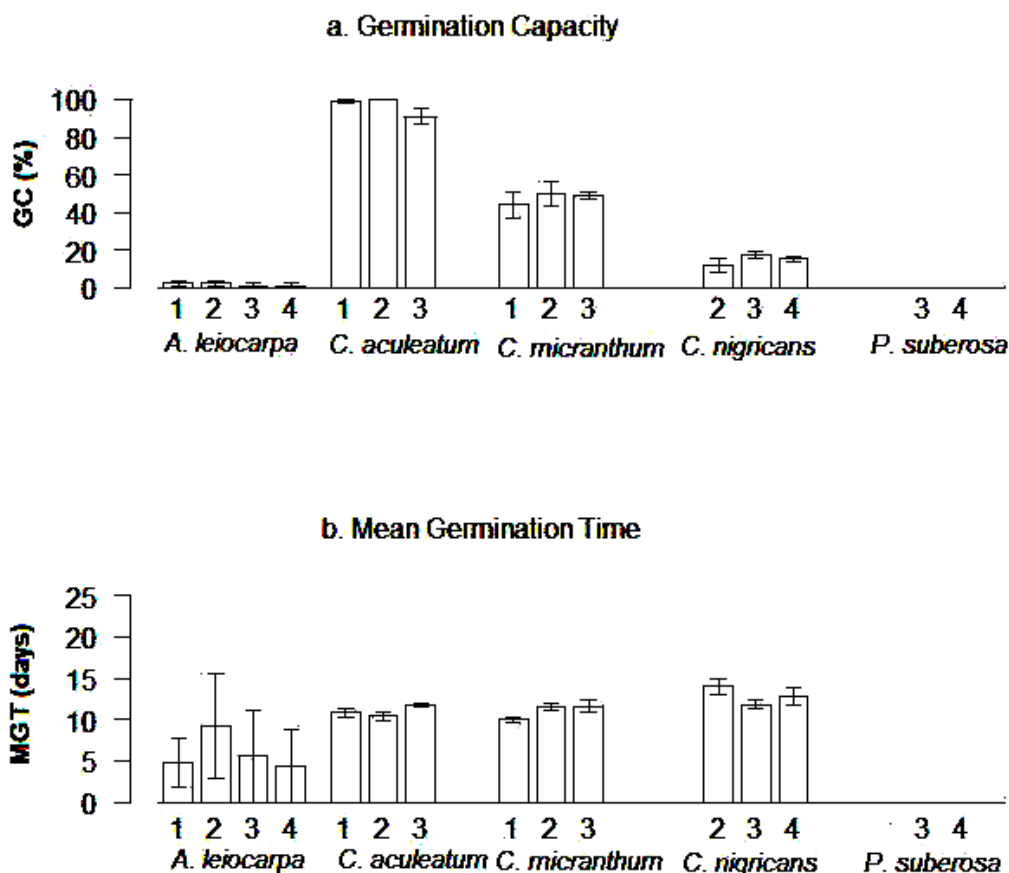 a. Germination Capacity
100
80
60
40
20
0
GC (%)
1 2 3 4 1 2 3 1 2 3 2 3 4 3 4
A. leiocarpa C. aculeatum C. micranthum C. nigricans P. suberosa
b. Mean Germination Time
25
20
15
10
5
0
MGT (days)
1 2 3 4 1 2 3 1 2 3 2 3 4 3 4
A. leiocarpa C. aculeatum C. micranthum C. nigricans P. suberosa